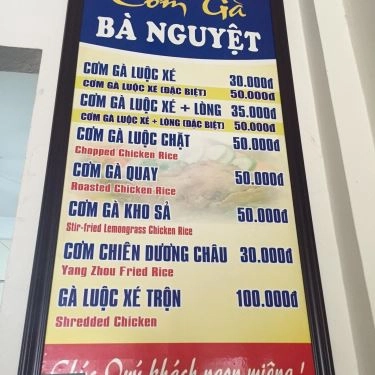 Cơm Gà
BÀ NGUYỆT
CƠM GÀ LUỘC XÉ 30.000đ
CƠM GÀ LUỘC XÉ (ĐẶC BIỆT) 50.000đ
CƠM GÀ LUỘC XÉ + LÒNG 35.000đ
CƠM GÀ LUỘC XÉ + LÒNG (ĐẶC BIỆT) 50.000đ
CƠM GÀ LUỘC CHẶT 50.000đ
Chopped Chicken Rice
CƠM GÀ QUAY 50.000đ
Roasted Chicken Rice
CƠM GÀ KHO SẢ 50.000đ
Stir-fried Lemongrass Chicken Rice
CƠM CHIÊN DƯƠNG CHÂU 30.000đ
Yang Zhou Fried Rice
GÀ LUỘC XÉ TRỘN 100.000đ
Shredded Chicken
Chúc Quý khách ngon miệng !